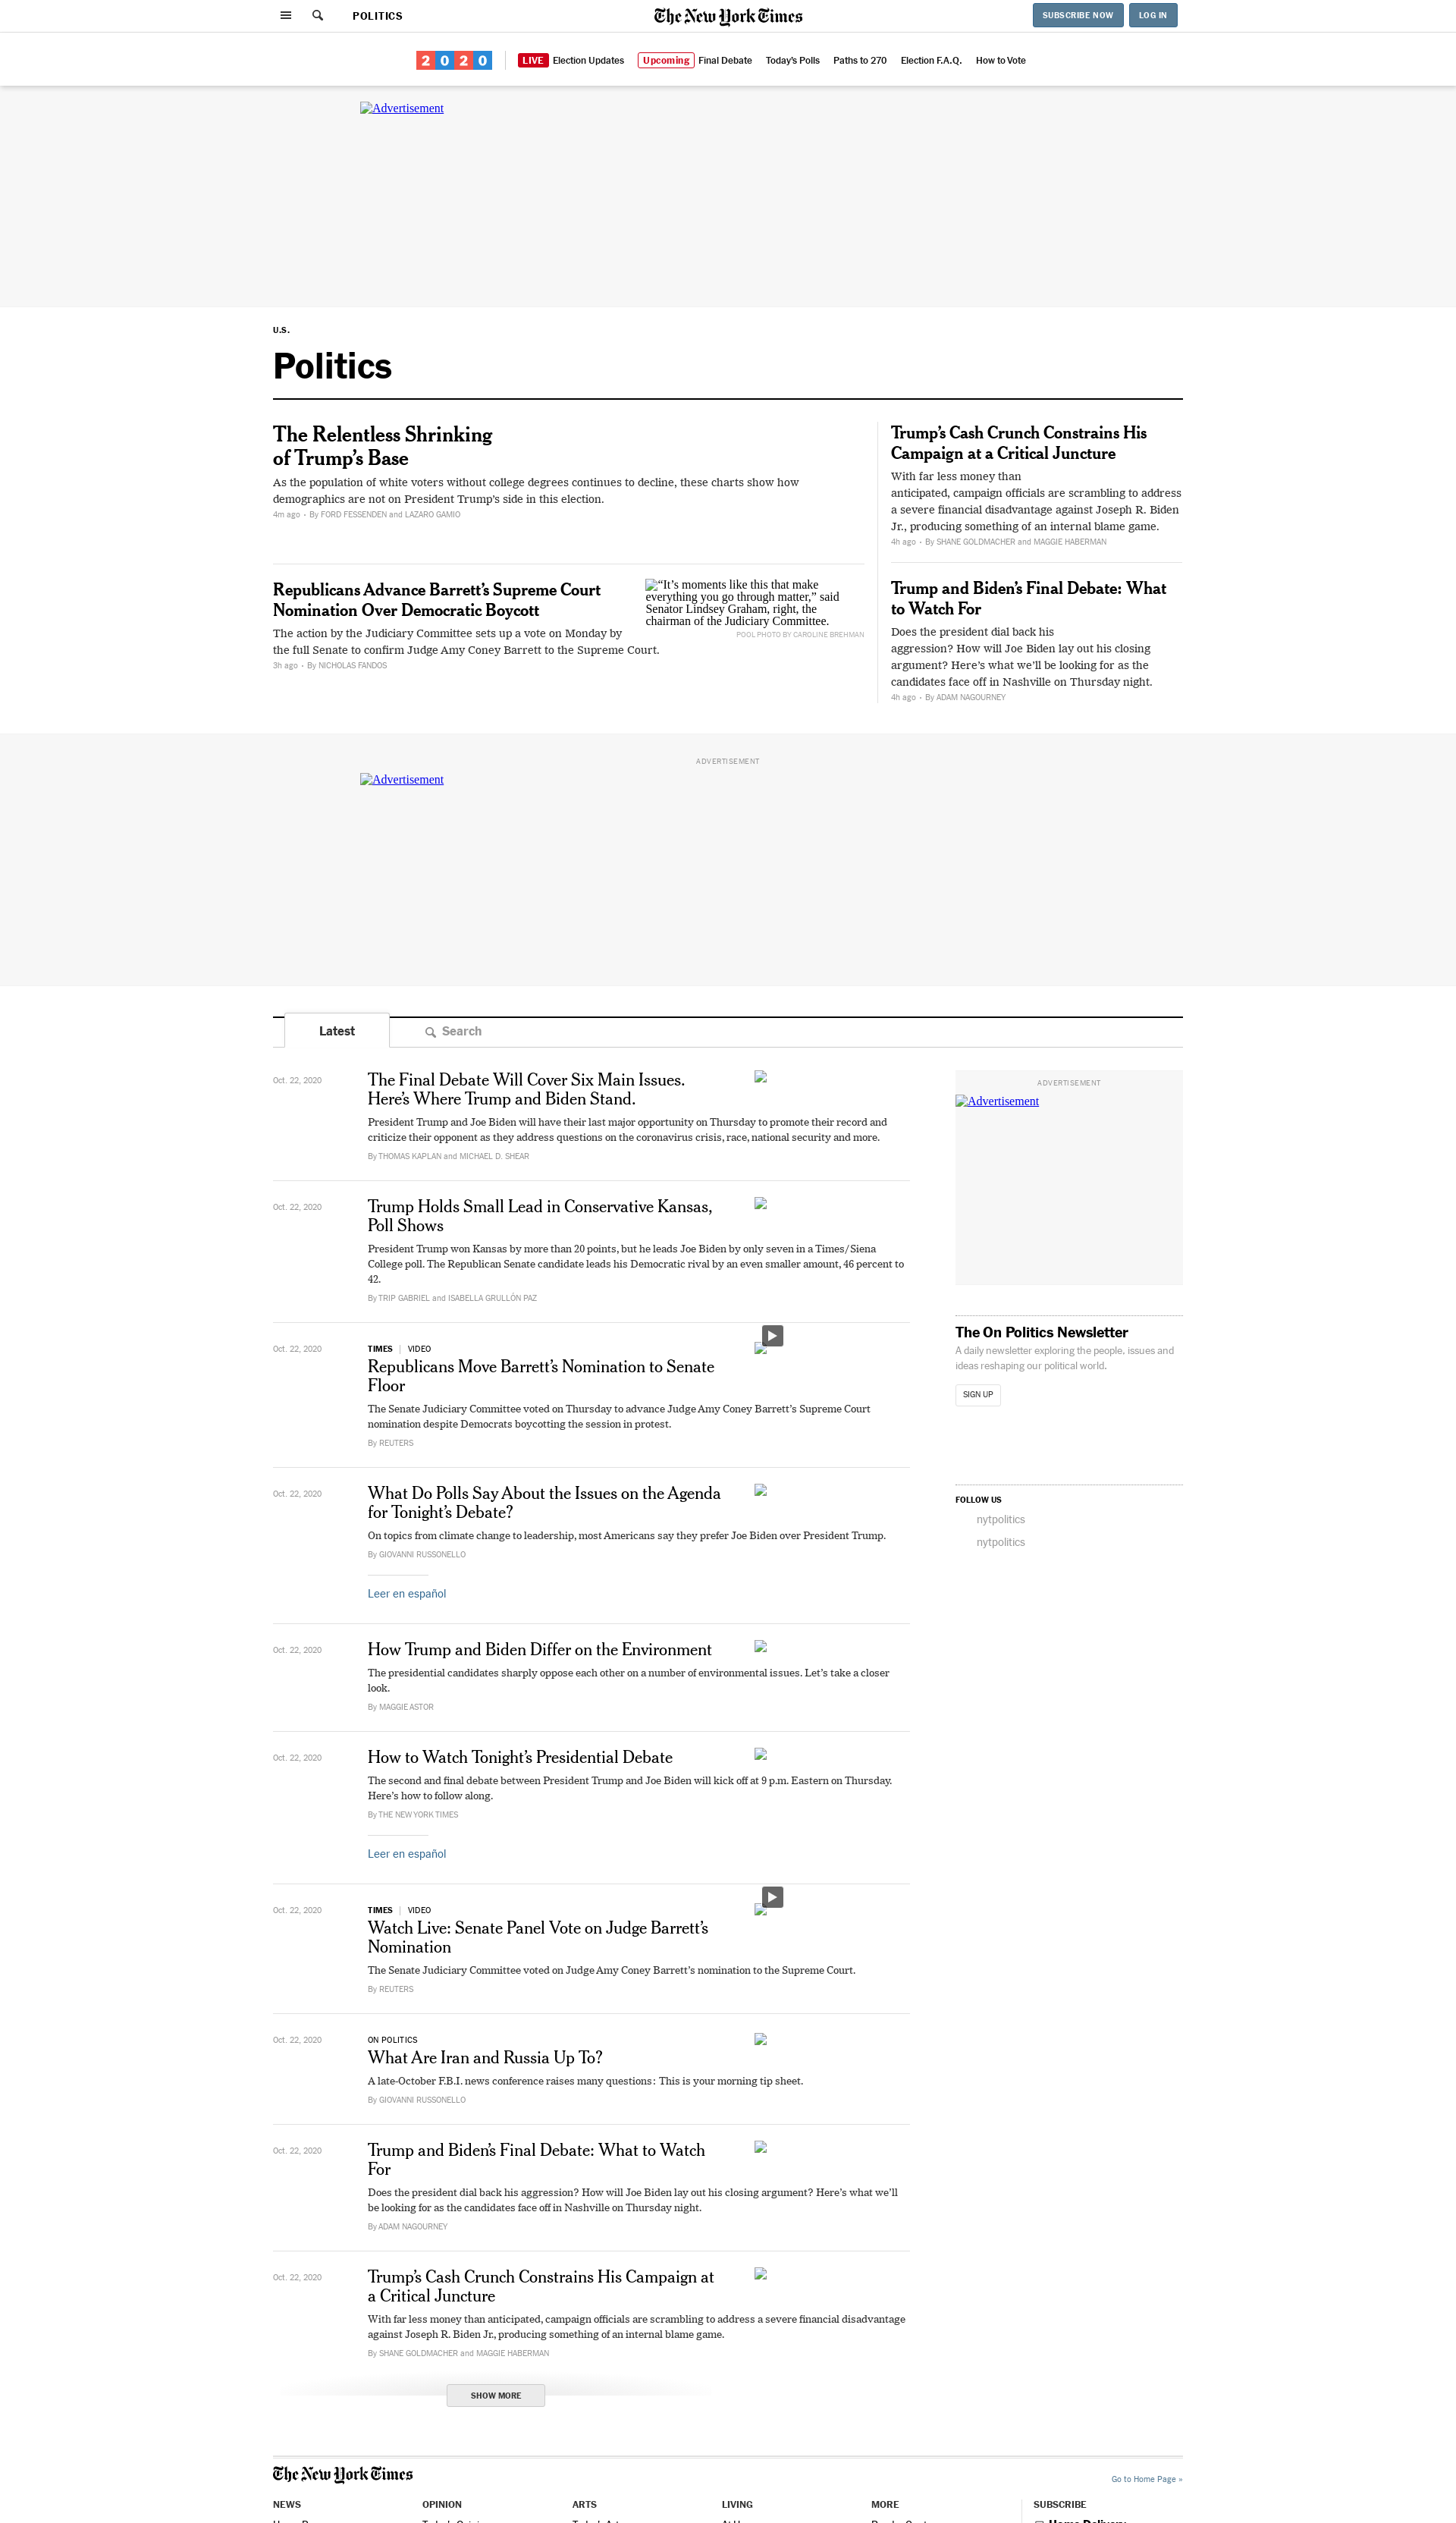 POLITICS
The New York Times
SUBSCRIBE NOW
LOG IN
2020
LIVE Election Updates
Upcoming Final Debate
Today's Polls
Paths to 270
Election F.A.Q.
How to Vote
Advertisement
U.S.
Politics
The Relentless Shrinking
of Trump's Base
As the population of white voters without college degrees continues to decline, these charts show how
demographics are not on President Trump's side in this election.
4m ago • By FORD FESSENDEN and LAZARO GAMIO
Republicans Advance Barrett's Supreme Court
Nomination Over Democratic Boycott
The action by the Judiciary Committee sets up a vote on Monday by
the full Senate to confirm Judge Amy Coney Barrett to the Supreme Court.
3h ago • By NICHOLAS FANDOS
“It's moments like this that make
everything you go through matter,” said
Senator Lindsey Graham, right, the
chairman of the Judiciary Committee.
POOL PHOTO BY CAROLINE BREHMAN
Trump's Cash Crunch Constrains His
Campaign at a Critical Juncture
With far less money than
anticipated, campaign officials are scrambling to address
a severe financial disadvantage against Joseph R. Biden
Jr., producing something of an internal blame game.
4h ago • By SHANE GOLDMACHER and MAGGIE HABERMAN
Trump and Biden's Final Debate: What
to Watch For
Does the president dial back his
aggression? How will Joe Biden lay out his closing
argument? Here's what we'll be looking for as the
candidates face off in Nashville on Thursday night.
4h ago • By ADAM NAGOURNEY
ADVERTISEMENT
Advertisement
Latest
Search
Oct. 22, 2020
The Final Debate Will Cover Six Main Issues.
Here's Where Trump and Biden Stand.
President Trump and Joe Biden will have their last major opportunity on Thursday to promote their record and
criticize their opponent as they address questions on the coronavirus crisis, race, national security and more.
By THOMAS KAPLAN and MICHAEL D. SHEAR
Oct. 22, 2020
Trump Holds Small Lead in Conservative Kansas,
Poll Shows
President Trump won Kansas by more than 20 points, but he leads Joe Biden by only seven in a Times/Siena
College poll. The Republican Senate candidate leads his Democratic rival by an even smaller amount, 46 percent to
42.
By TRIP GABRIEL and ISABELLA GRULLÓN PAZ
Oct. 22, 2020
TIMES | VIDEO
Republicans Move Barrett's Nomination to Senate
Floor
The Senate Judiciary Committee voted on Thursday to advance Judge Amy Coney Barrett's Supreme Court
nomination despite Democrats boycotting the session in protest.
By REUTERS
Oct. 22, 2020
What Do Polls Say About the Issues on the Agenda
for Tonight's Debate?
On topics from climate change to leadership, most Americans say they prefer Joe Biden over President Trump.
By GIOVANNI RUSSONELLO
Leer en español
Oct. 22, 2020
How Trump and Biden Differ on the Environment
The presidential candidates sharply oppose each other on a number of environmental issues. Let's take a closer
look.
By MAGGIE ASTOR
Oct. 22, 2020
How to Watch Tonight's Presidential Debate
The second and final debate between President Trump and Joe Biden will kick off at 9 p.m. Eastern on Thursday.
Here's how to follow along.
By THE NEW YORK TIMES
Leer en español
Oct. 22, 2020
TIMES | VIDEO
Watch Live: Senate Panel Vote on Judge Barrett's
Nomination
The Senate Judiciary Committee voted on Judge Amy Coney Barrett's nomination to the Supreme Court.
By REUTERS
Oct. 22, 2020
ON POLITICS
What Are Iran and Russia Up To?
A late-October F.B.I. news conference raises many questions: This is your morning tip sheet.
By GIOVANNI RUSSONELLO
Oct. 22, 2020
Trump and Biden's Final Debate: What to Watch
For
Does the president dial back his aggression? How will Joe Biden lay out his closing argument? Here's what we'll
be looking for as the candidates face off in Nashville on Thursday night.
By ADAM NAGOURNEY
Oct. 22, 2020
Trump's Cash Crunch Constrains His Campaign at
a Critical Juncture
With far less money than anticipated, campaign officials are scrambling to address a severe financial disadvantage
against Joseph R. Biden Jr., producing something of an internal blame game.
By SHANE GOLDMACHER and MAGGIE HABERMAN
SHOW MORE
ADVERTISEMENT
Advertisement
The On Politics Newsletter
A daily newsletter exploring the people, issues and
ideas reshaping our political world.
SIGN UP
FOLLOW US
nytpolitics
nytpolitics
The New York Times
Go to Home Page »
NEWS
OPINION
ARTS
LIVING
MORE
SUBSCRIBE